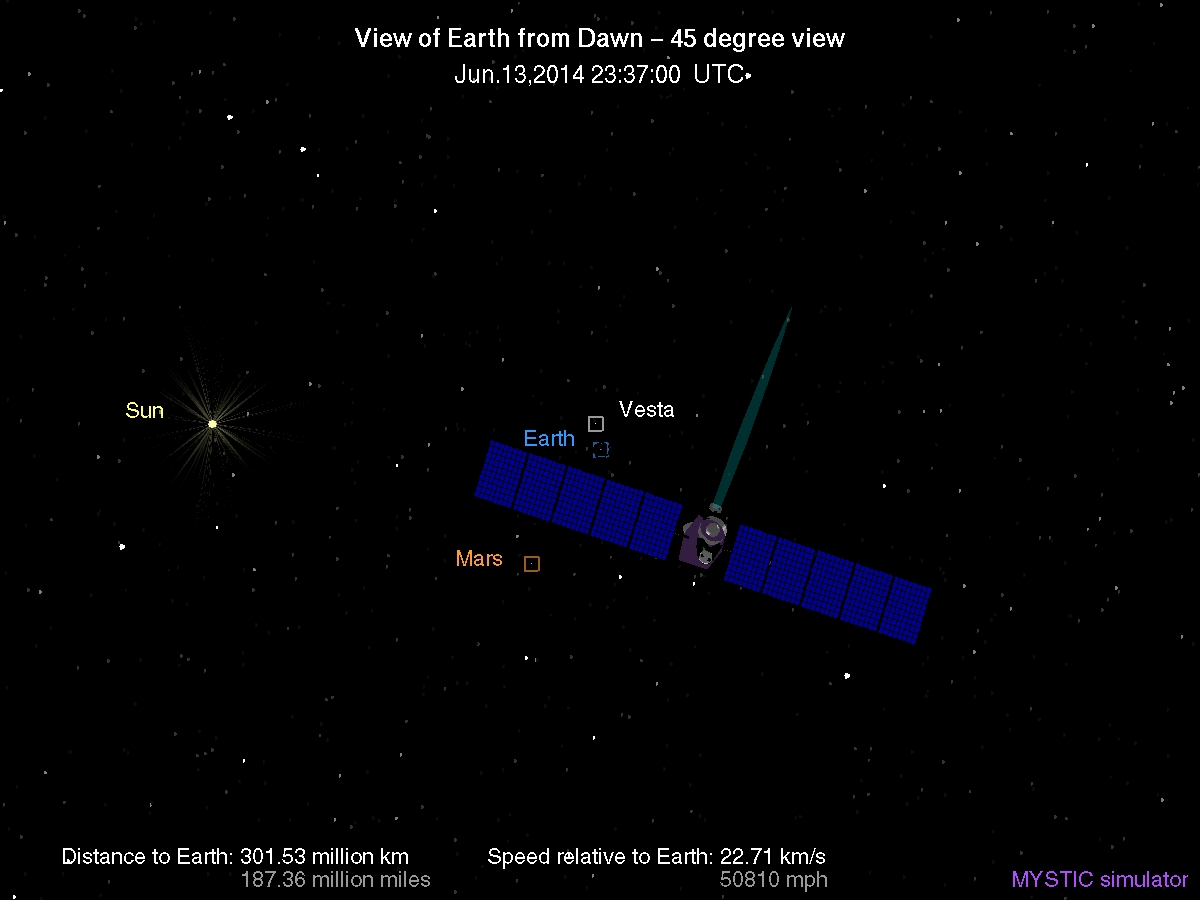 View of Earth from Dawn – 45 degree view
Jun.13,2014 23:37:00 UTC
Sun
Vesta
Earth
Mars
Distance to Earth: 301.53 million km
187.36 million miles
Speed relative to Earth: 22.71 km/s
50810 mph
MYSTIC simulator